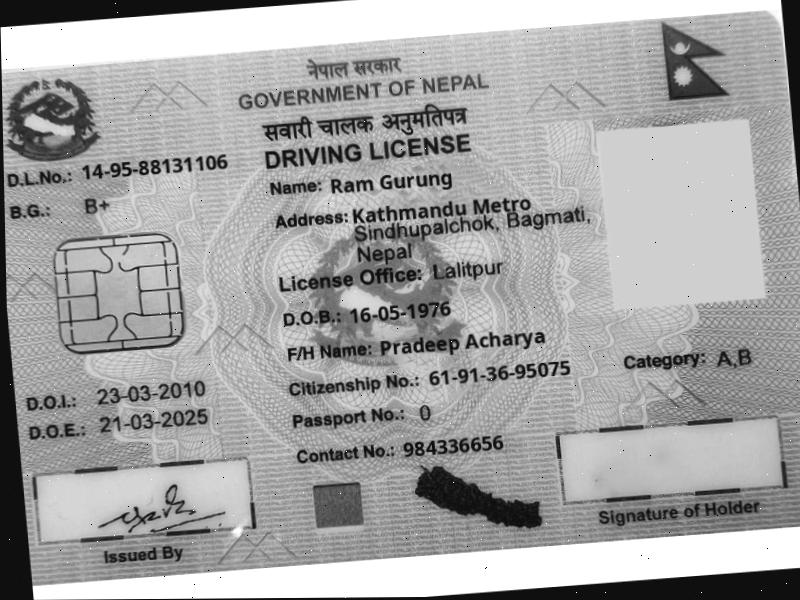 नेपाल सरकार
GOVERNMENT OF NEPAL
सवारी चालक अनुमतिपत्र
DRIVING LICENSE
D.L.No.: 14-95-88131106
B.G.: B+
Name: Ram Gurung
Address: Kathmandu Metro
Sindhupalchok, Bagmati,
Nepal
License Office: Lalitpur
D.O.B.: 16-05-1976
F/H Name: Pradeep Acharya
Citizenship No.: 61-91-36-95075
Category: A,B
D.O.I.: 23-03-2010
D.O.E.: 21-03-2025
Passport No.: 0
Contact No.: 984336656
Issued By
Signature of Holder